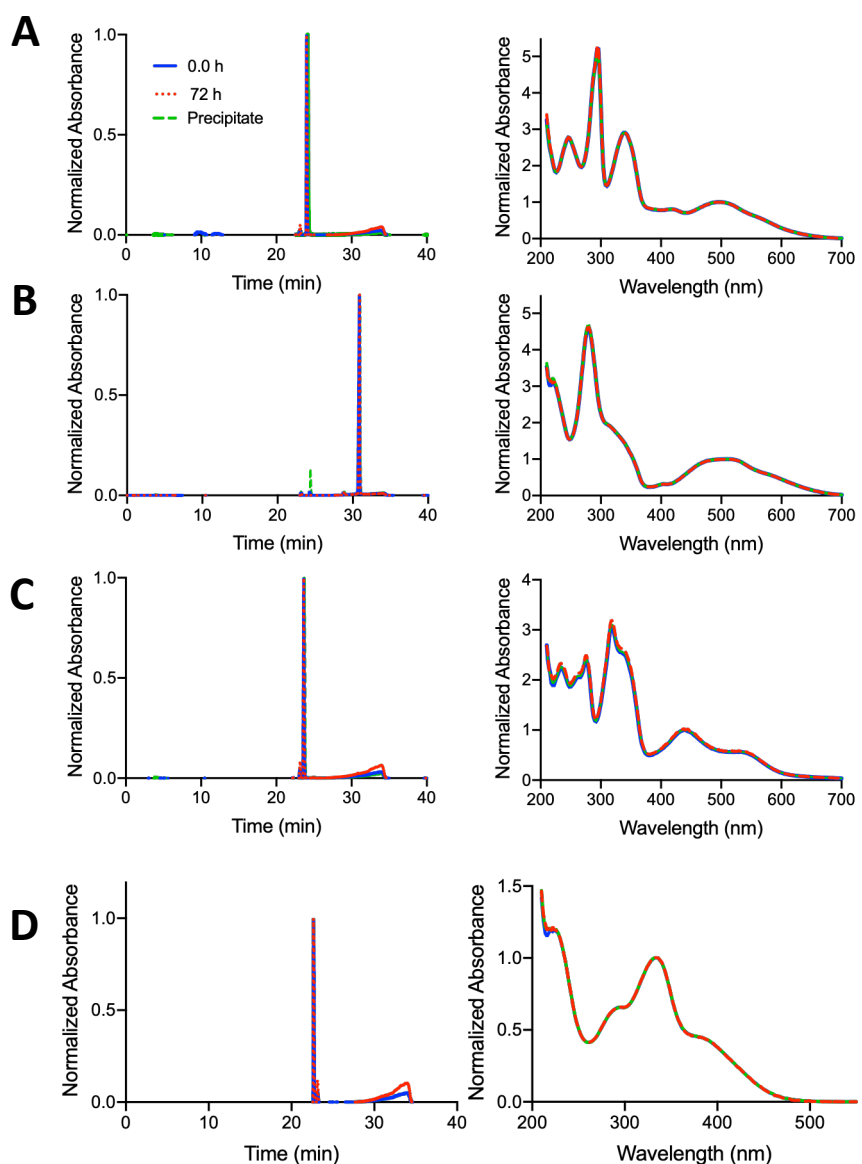 A
Normalized Absorbance
1.0
0.5
0.0
0 10 20 30 40
Time (min)
0.0 h
72 h
Precipitate
Normalized Absorbance
5
4
3
2
1
0
200 300 400 500 600 700
Wavelength (nm)
B
Normalized Absorbance
1.0
0.5
0.0
0 10 20 30 40
Time (min)
Normalized Absorbance
5
4
3
2
1
0
200 300 400 500 600 700
Wavelength (nm)
C
Normalized Absorbance
1.0
0.5
0.0
0 10 20 30 40
Time (min)
Normalized Absorbance
4
3
2
1
0
200 300 400 500 600 700
Wavelength (nm)
D
Normalized Absorbance
1.0
0.5
0.0
0 10 20 30 40
Time (min)
Normalized Absorbance
1.5
1.0
0.5
0.0
200 300 400 500
Wavelength (nm)